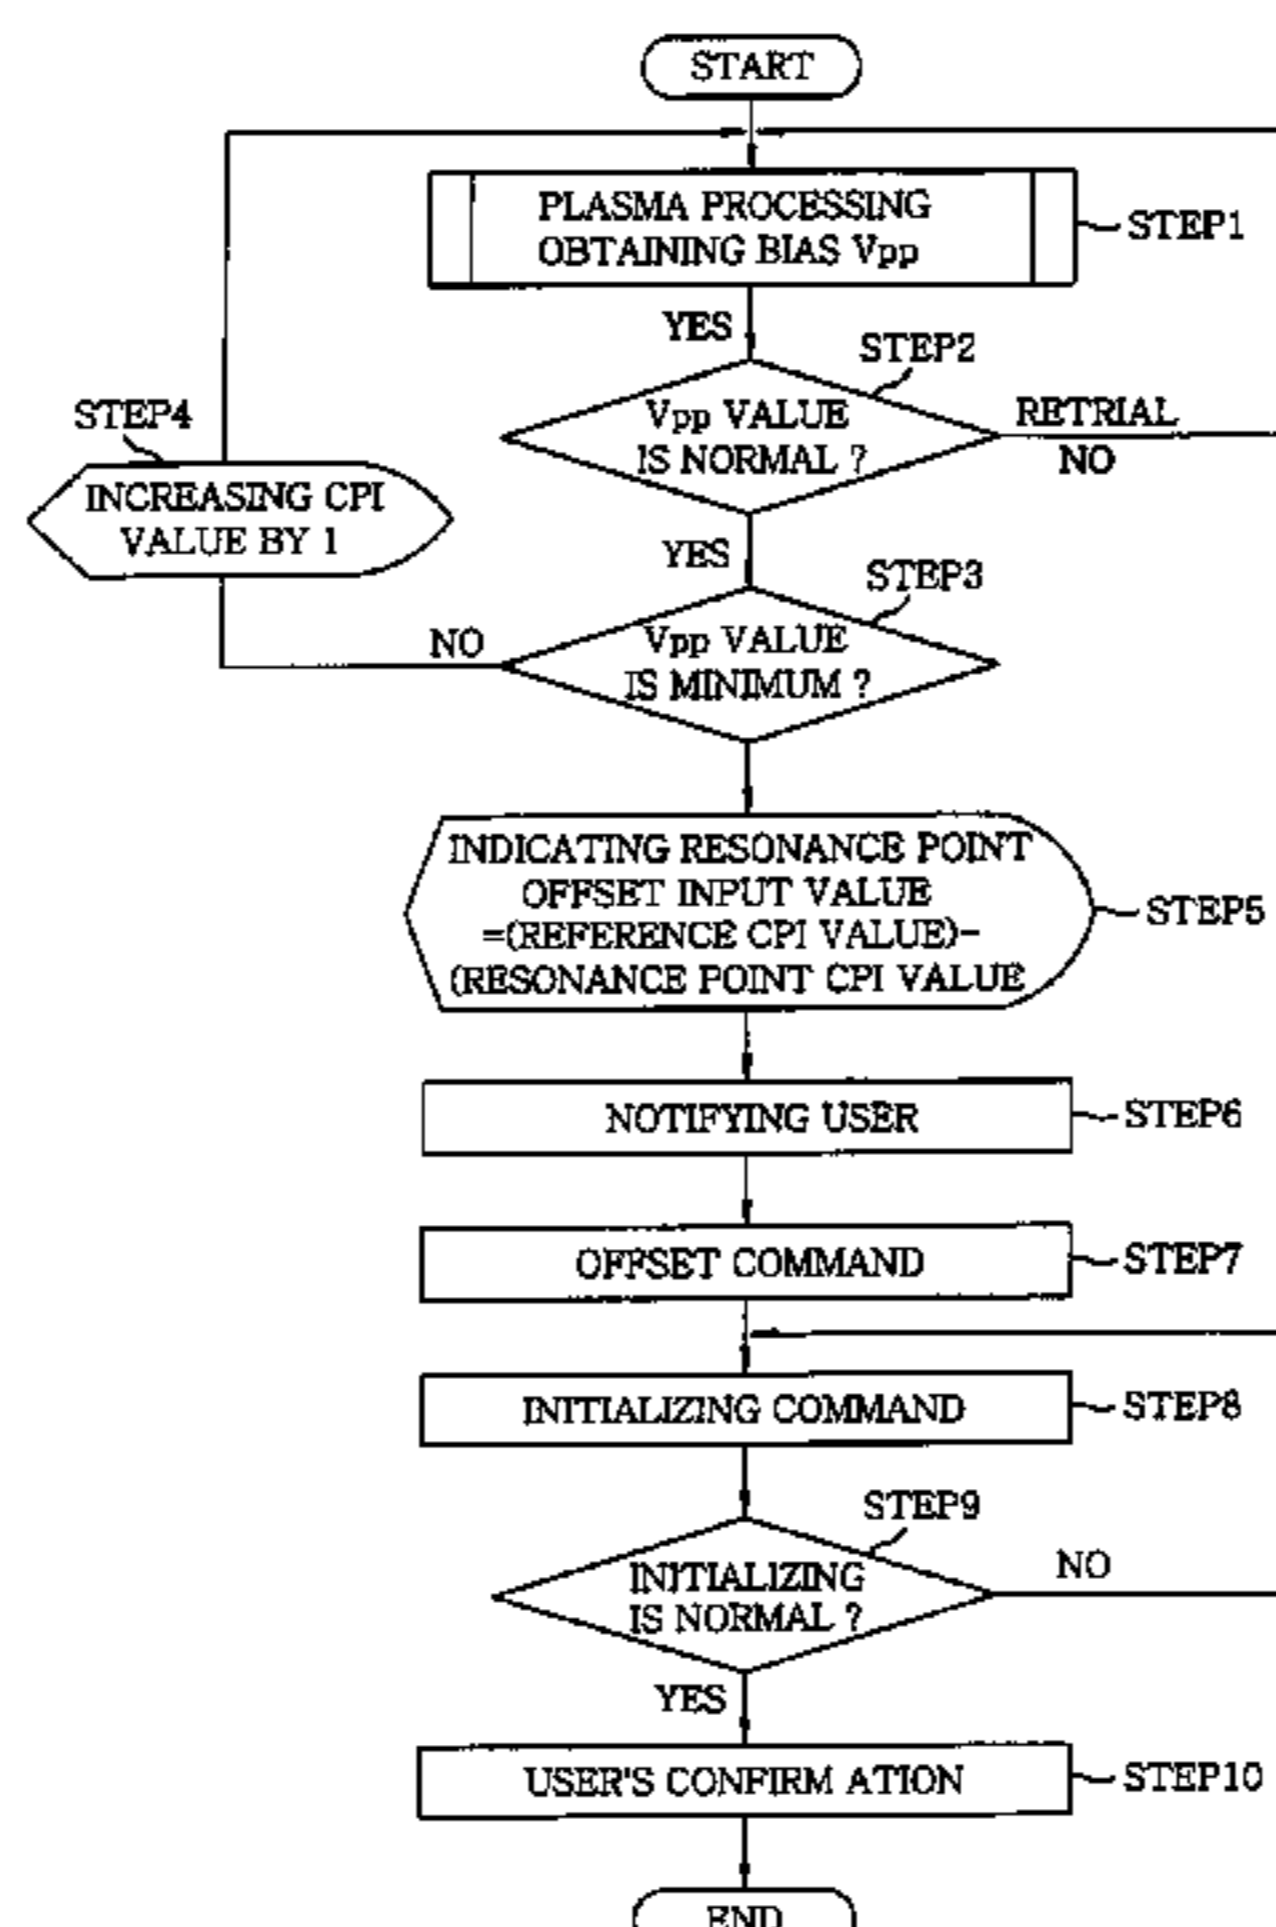 START
PLASMA PROCESSING
OBTAINING BIAS Vpp
STEP1
YES
STEP2
Vpp VALUE
IS NORMAL ?
RETRIAL
NO
STEP4
INCREASING CPI
VALUE BY 1
YES
STEP3
Vpp VALUE
IS MINIMUM ?
NO
INDICATING RESONANCE POINT
OFFSET INPUT VALUE
=(REFERENCE CPI VALUE)-
(RESONANCE POINT CPI VALUE
STEP5
NOTIFYING USER
STEP6
OFFSET COMMAND
STEP7
INITIALIZING COMMAND
STEP8
STEP9
INITIALIZING
IS NORMAL ?
NO
YES
USER'S CONFIRM ATION
STEP10
END